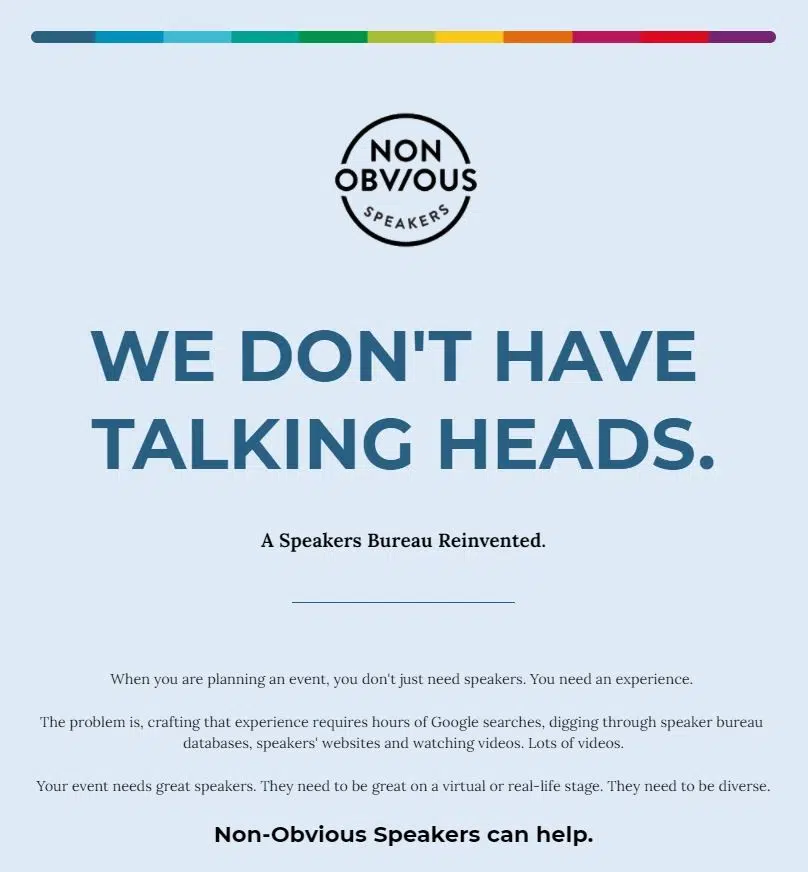 NON
OBV/OUS
SPEAKERS
WE DON'T HAVE
TALKING HEADS.
A Speakers Bureau Reinvented.
When you are planning an event, you don't just need speakers. You need an experience.
The problem is, crafting that experience requires hours of Google searches, digging through speaker bureau
databases, speakers' websites and watching videos. Lots of videos.
Your event needs great speakers. They need to be great on a virtual or real-life stage. They need to be diverse.
Non-Obvious Speakers can help.